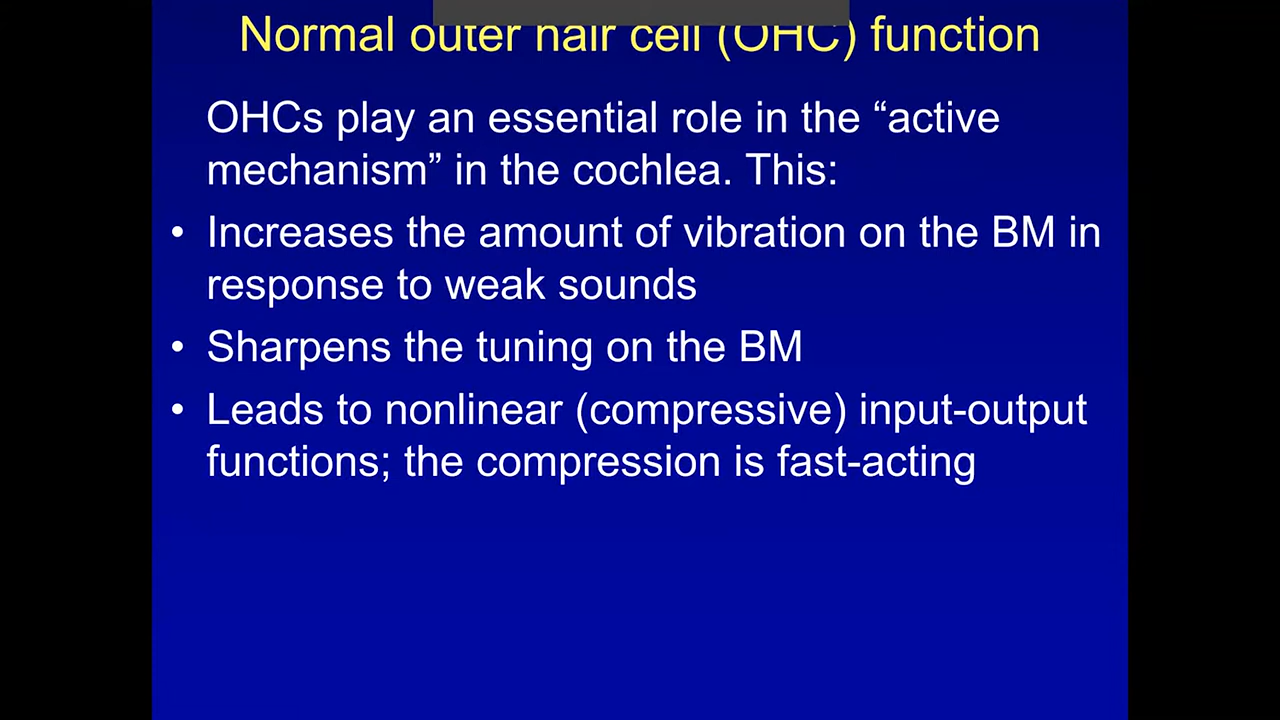 Normal outer hair cell (OHC) function
OHCs play an essential role in the “active
mechanism” in the cochlea. This:
• Increases the amount of vibration on the BM in
response to weak sounds
• Sharpens the tuning on the BM
• Leads to nonlinear (compressive) input-output
functions; the compression is fast-acting